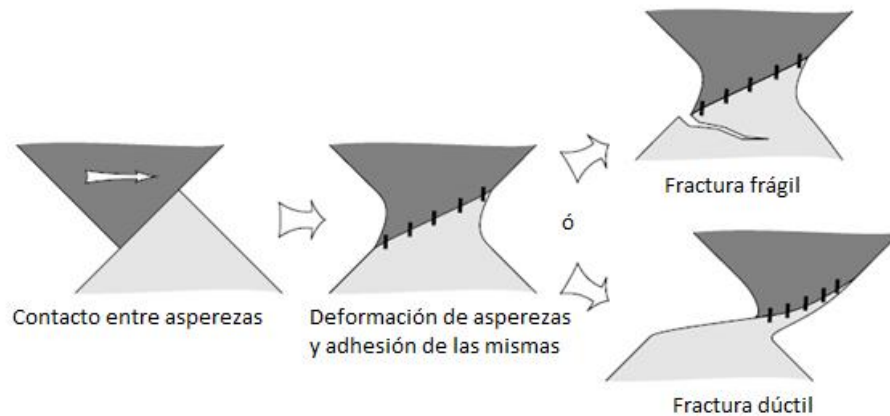 Contacto entre asperezas
Deformación de asperezas
y adhesión de las mismas
ó
Fractura frágil
Fractura dúctil